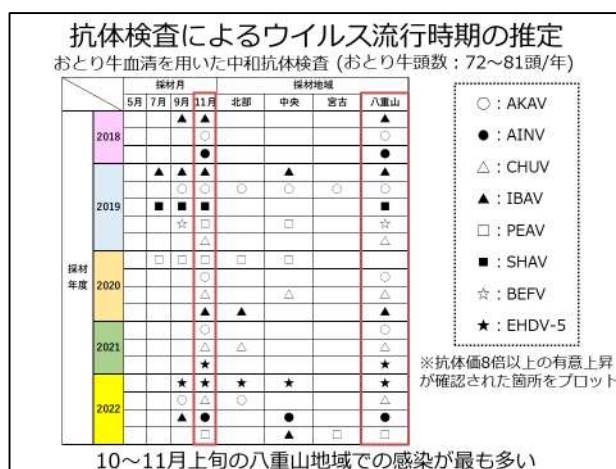 抗体検査によるウイルス流行時期の推定
おとり牛血清を用いた中和抗体検査 (おとり牛頭数：72～81頭/年)
採材月 採材地域
5月 7月 9月 11月 北部 中央 宮古 八重山
採材
年度
2018
▲ ▲ ▲
○ ○
● ●
2019
▲ ▲ ▲ ▲ ▲
○ ○ ○ ○ ○ ○
■ ■ ■ ■
☆ □ □ ☆
△ △
2020
□ □ □ □ □
○ ○
△ △ △
▲ ▲ ▲
2021
○ ○
△ △ △
★ ★
2022
★ ★ ★ ★ ★
○ △ ○ △
▲ ● ● ●
□ ▲ □ □
○：AKAV
●：AINV
△：CHUV
▲：IBAV
□：PEAV
■：SHAV
☆：BEFV
★：EHDV-5
※抗体価8倍以上の有意上昇
が確認された箇所をプロット
10～11月上旬の八重山地域での感染が最も多い